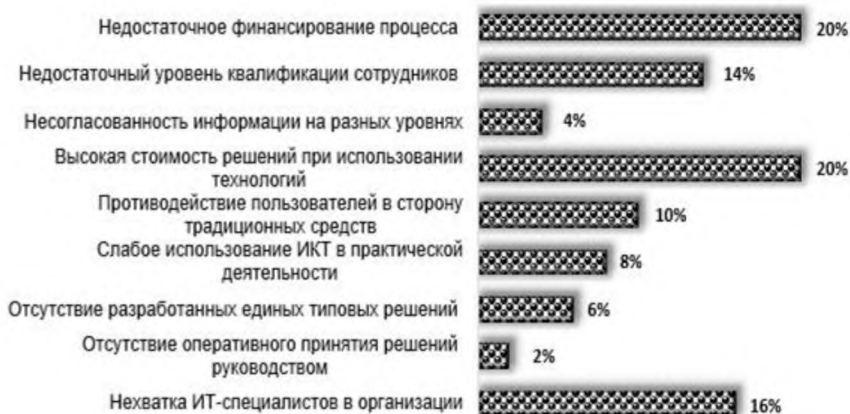 Недостаточное финансирование процесса 20%
Недостаточный уровень квалификации сотрудников 14%
Несогласованность информации на разных уровнях 4%
Высокая стоимость решений при использовании
технологий 20%
Противодействие пользователей в сторону
традиционных средств 10%
Слабое использование ИКТ в практической
деятельности 8%
Отсутствие разработанных единых типовых решений 6%
Отсутствие оперативного принятия решений
руководством 2%
Нехватка ИТ-специалистов в организации 16%